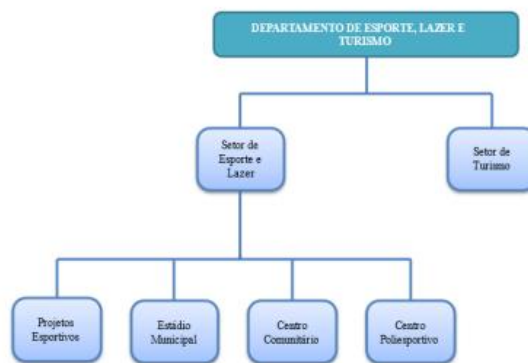 DEPARTAMENTO DE ESPORTE, LAZER E
TURISMO
Setor de
Esporte e
Lazer
Setor de
Turismo
Projetos
Esportivos
Estádio
Municipal
Centro
Comunitário
Centro
Poliesportivo